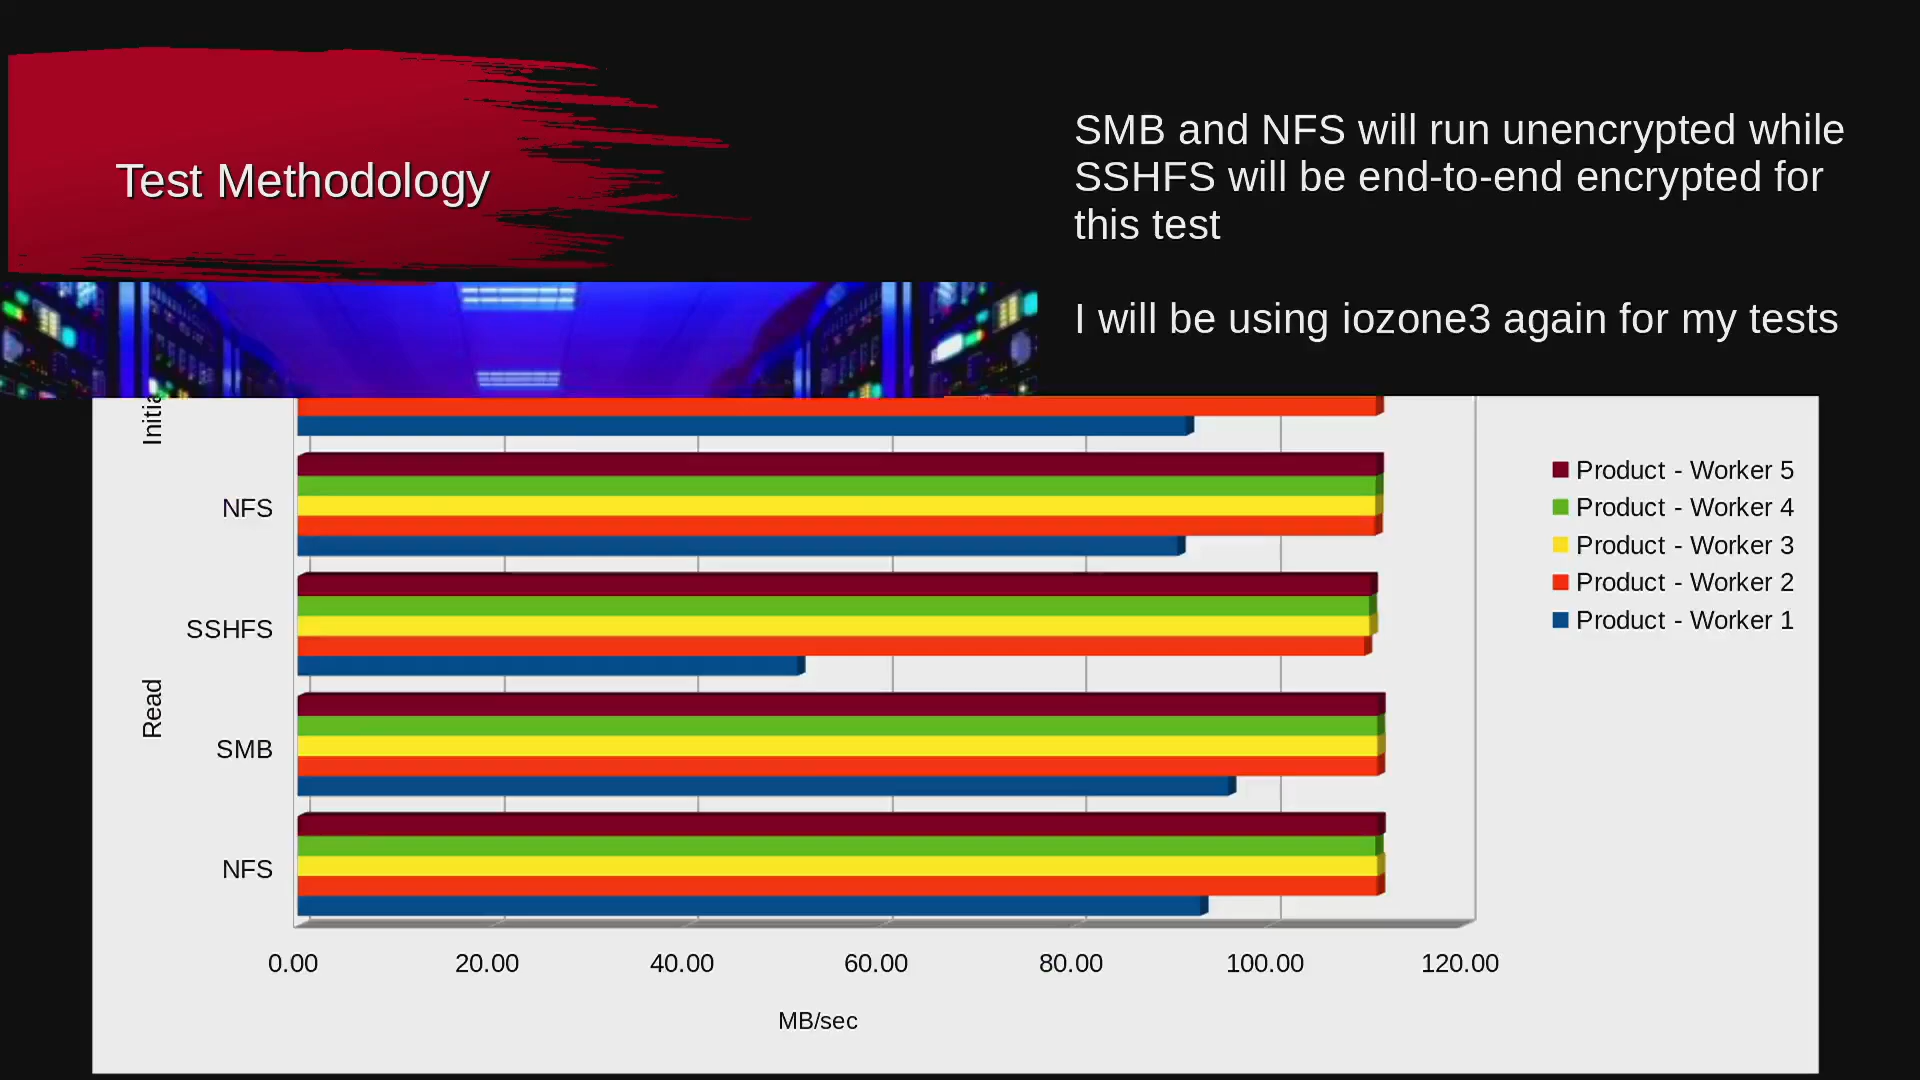 Test Methodology
SMB and NFS will run unencrypted while
SSHFS will be end-to-end encrypted for
this test
I will be using iozone3 again for my tests
NFS
SSHFS
Read
SMB
NFS
Product - Worker 5
Product - Worker 4
Product - Worker 3
Product - Worker 2
Product - Worker 1
0.00 20.00 40.00 60.00 80.00 100.00 120.00
MB/sec